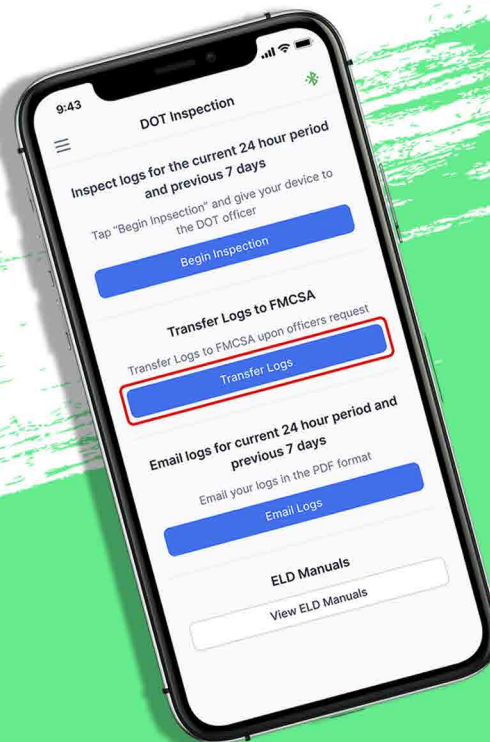 9:43
DOT Inspection
Inspect logs for the current 24 hour period
and previous 7 days
Tap "Begin Inpsection" and give your device to
the DOT officer
Begin Inspection
Transfer Logs to FMCSA
Transfer Logs to FMCSA upon officers request
Transfer Logs
Email logs for current 24 hour period and
previous 7 days
Email your logs in the PDF format
Email Logs
ELD Manuals
View ELD Manuals